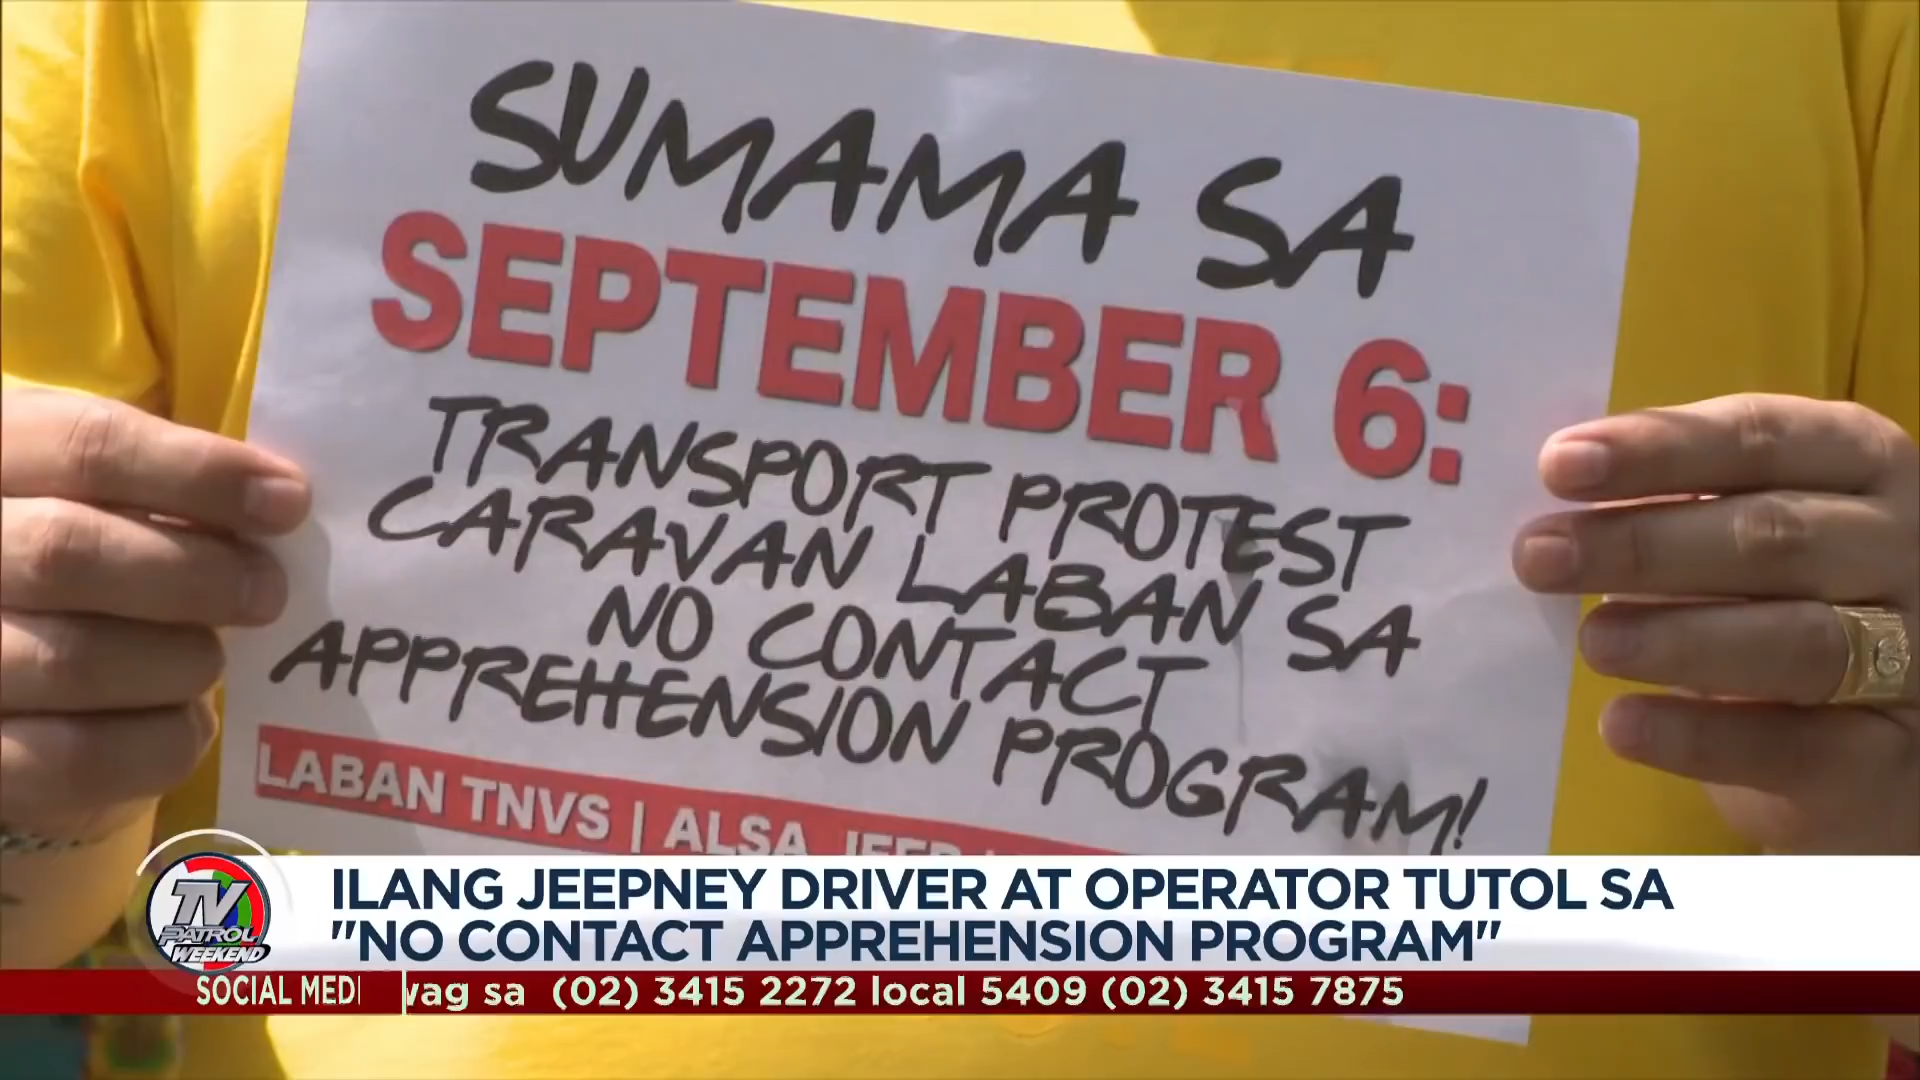 SUMAMA SA
SEPTEMBER 6:
TRANSPORT PROTEST
CARAVAN LABAN SA
NO CONTACT
APPREHENSION PROGRAM!
LABAN TNVS | ALSA
TV
PATROL
WEEKEND
ILANG JEEPNEY DRIVER AT OPERATOR TUTOL SA
"NO CONTACT APPREHENSION PROGRAM"
SOCIAL MEDI
sa (02) 3415 2272 local 5409 (02) 3415 7875